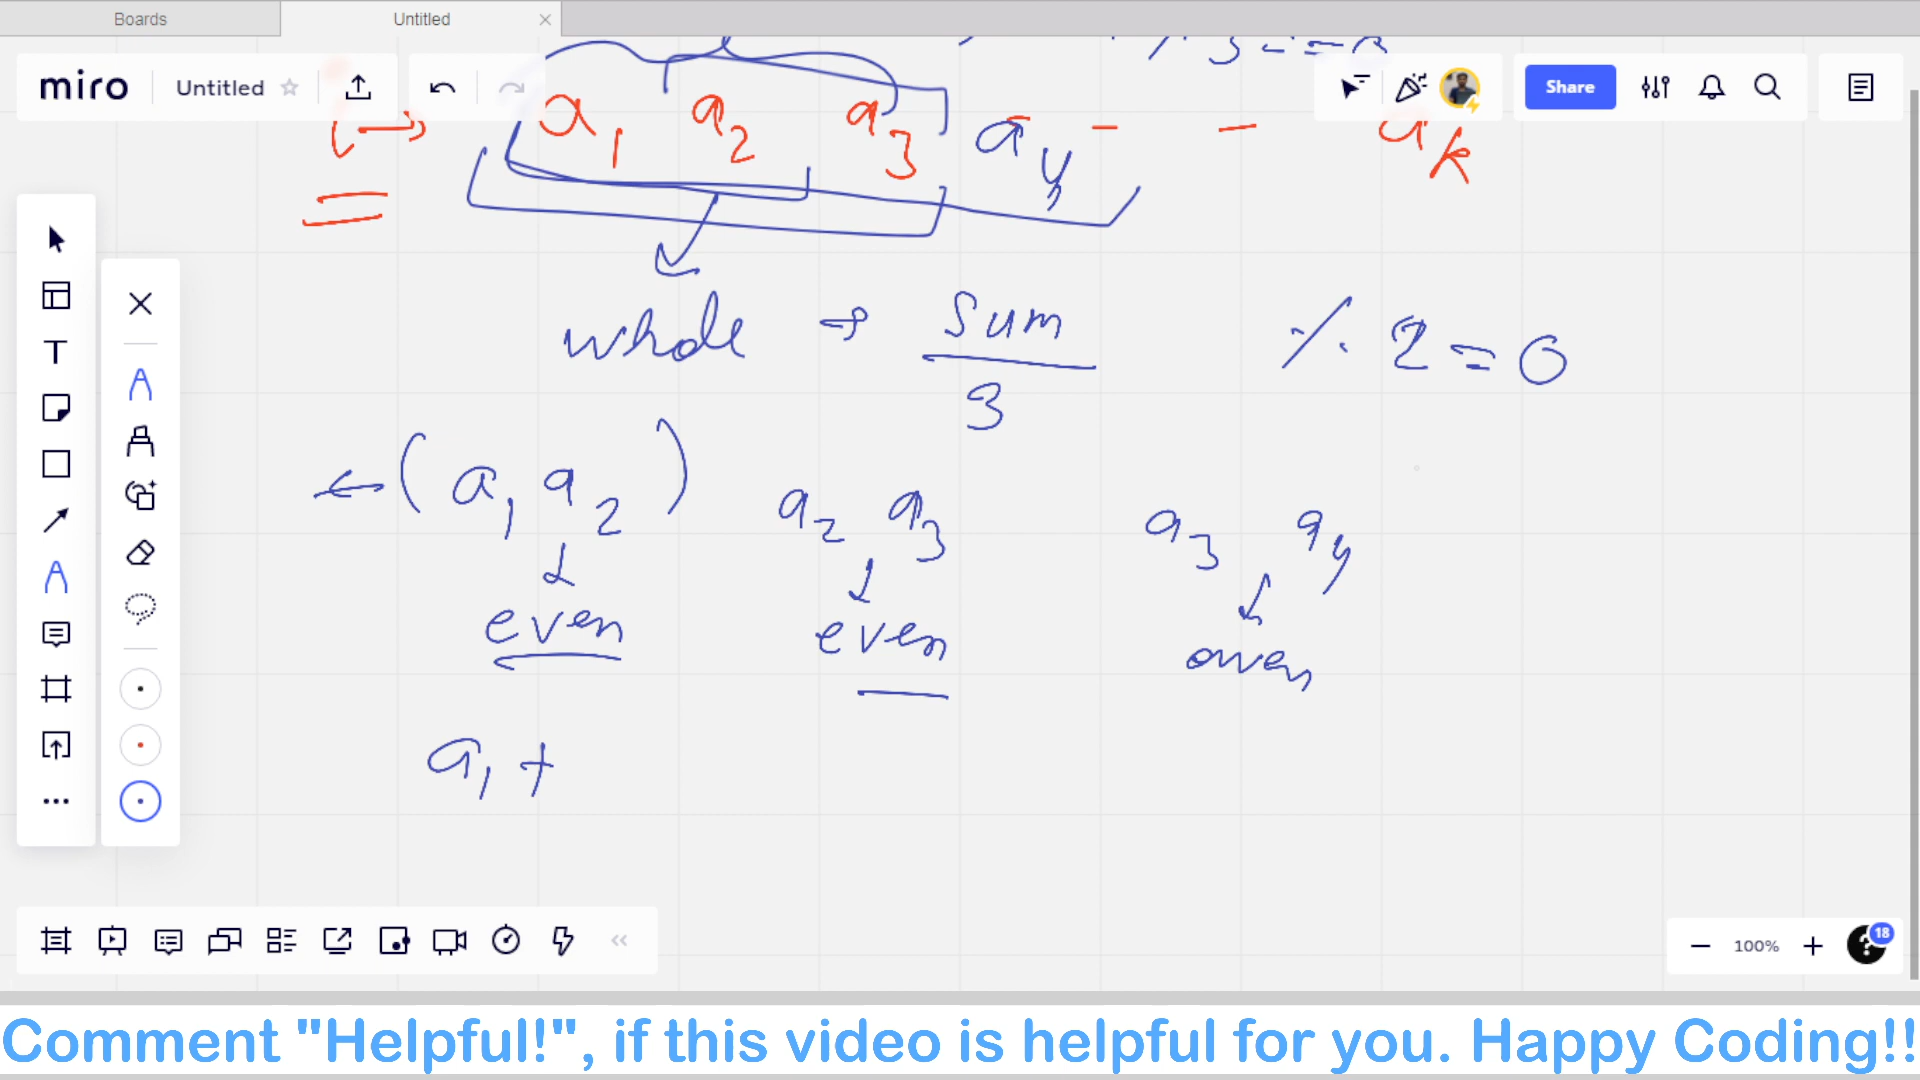 Boards Untitled
miro Untitled Share
a1 a2 a3 a4 - - ak
whole → Sum / 3 % 2 = 0
← (a1 a2) a2 a3 a3 a4
even even
a1 +
100% 18
Comment "Helpful!", if this video is helpful for you. Happy Coding!!